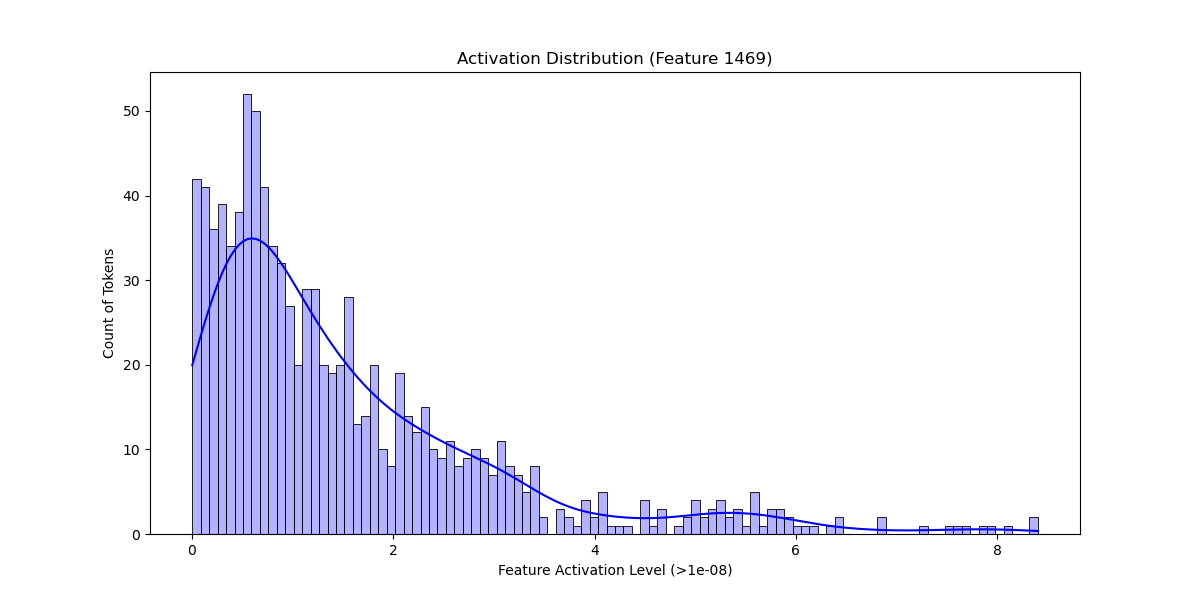 Activation Distribution (Feature 1469)
50
40
30
20
10
0
Count of Tokens
0 2 4 6 8
Feature Activation Level (>1e-08)